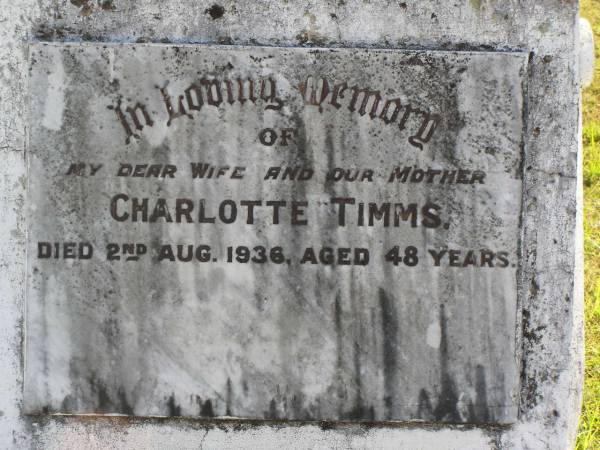 In Loving Memory
OF
MY DEAR WIFE AND OUR MOTHER
CHARLOTTE TIMMS.
DIED 2ND AUG. 1936, AGED 48 YEARS.